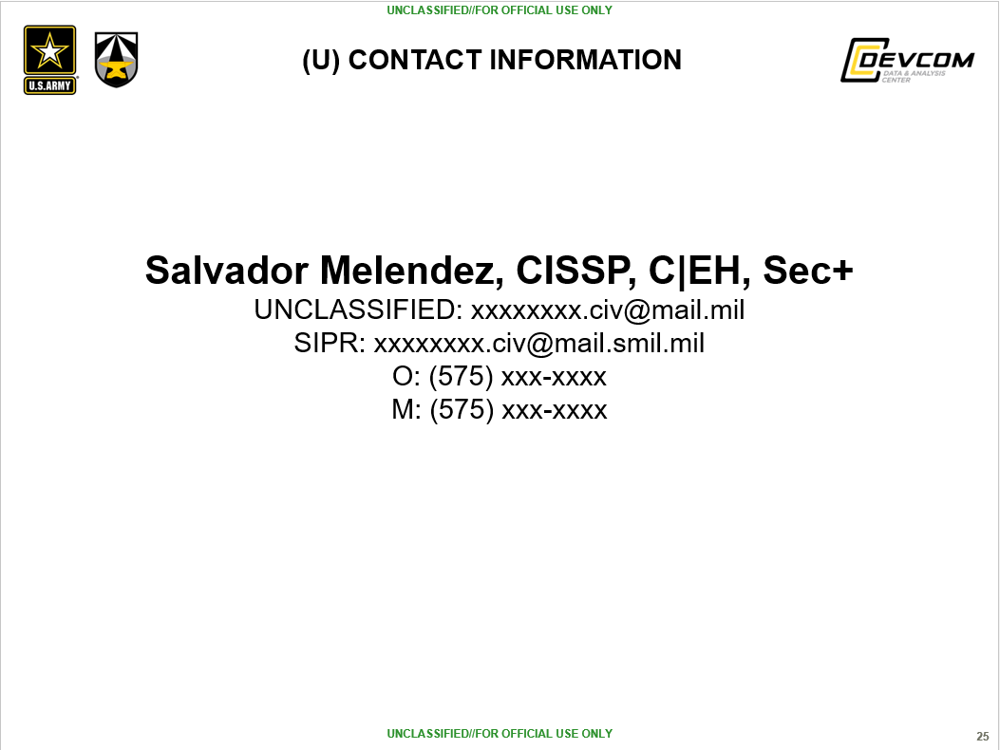 UNCLASSIFIED//FOR OFFICIAL USE ONLY
U.S.ARMY
(U) CONTACT INFORMATION
DEVCOM
DATA & ANALYSIS
CENTER
Salvador Melendez, CISSP, C|EH, Sec+
UNCLASSIFIED: xxxxxxxx.civ@mail.mil
SIPR: xxxxxxxx.civ@mail.smil.mil
O: (575) xxx-xxxx
M: (575) xxx-xxxx
UNCLASSIFIED//FOR OFFICIAL USE ONLY
25